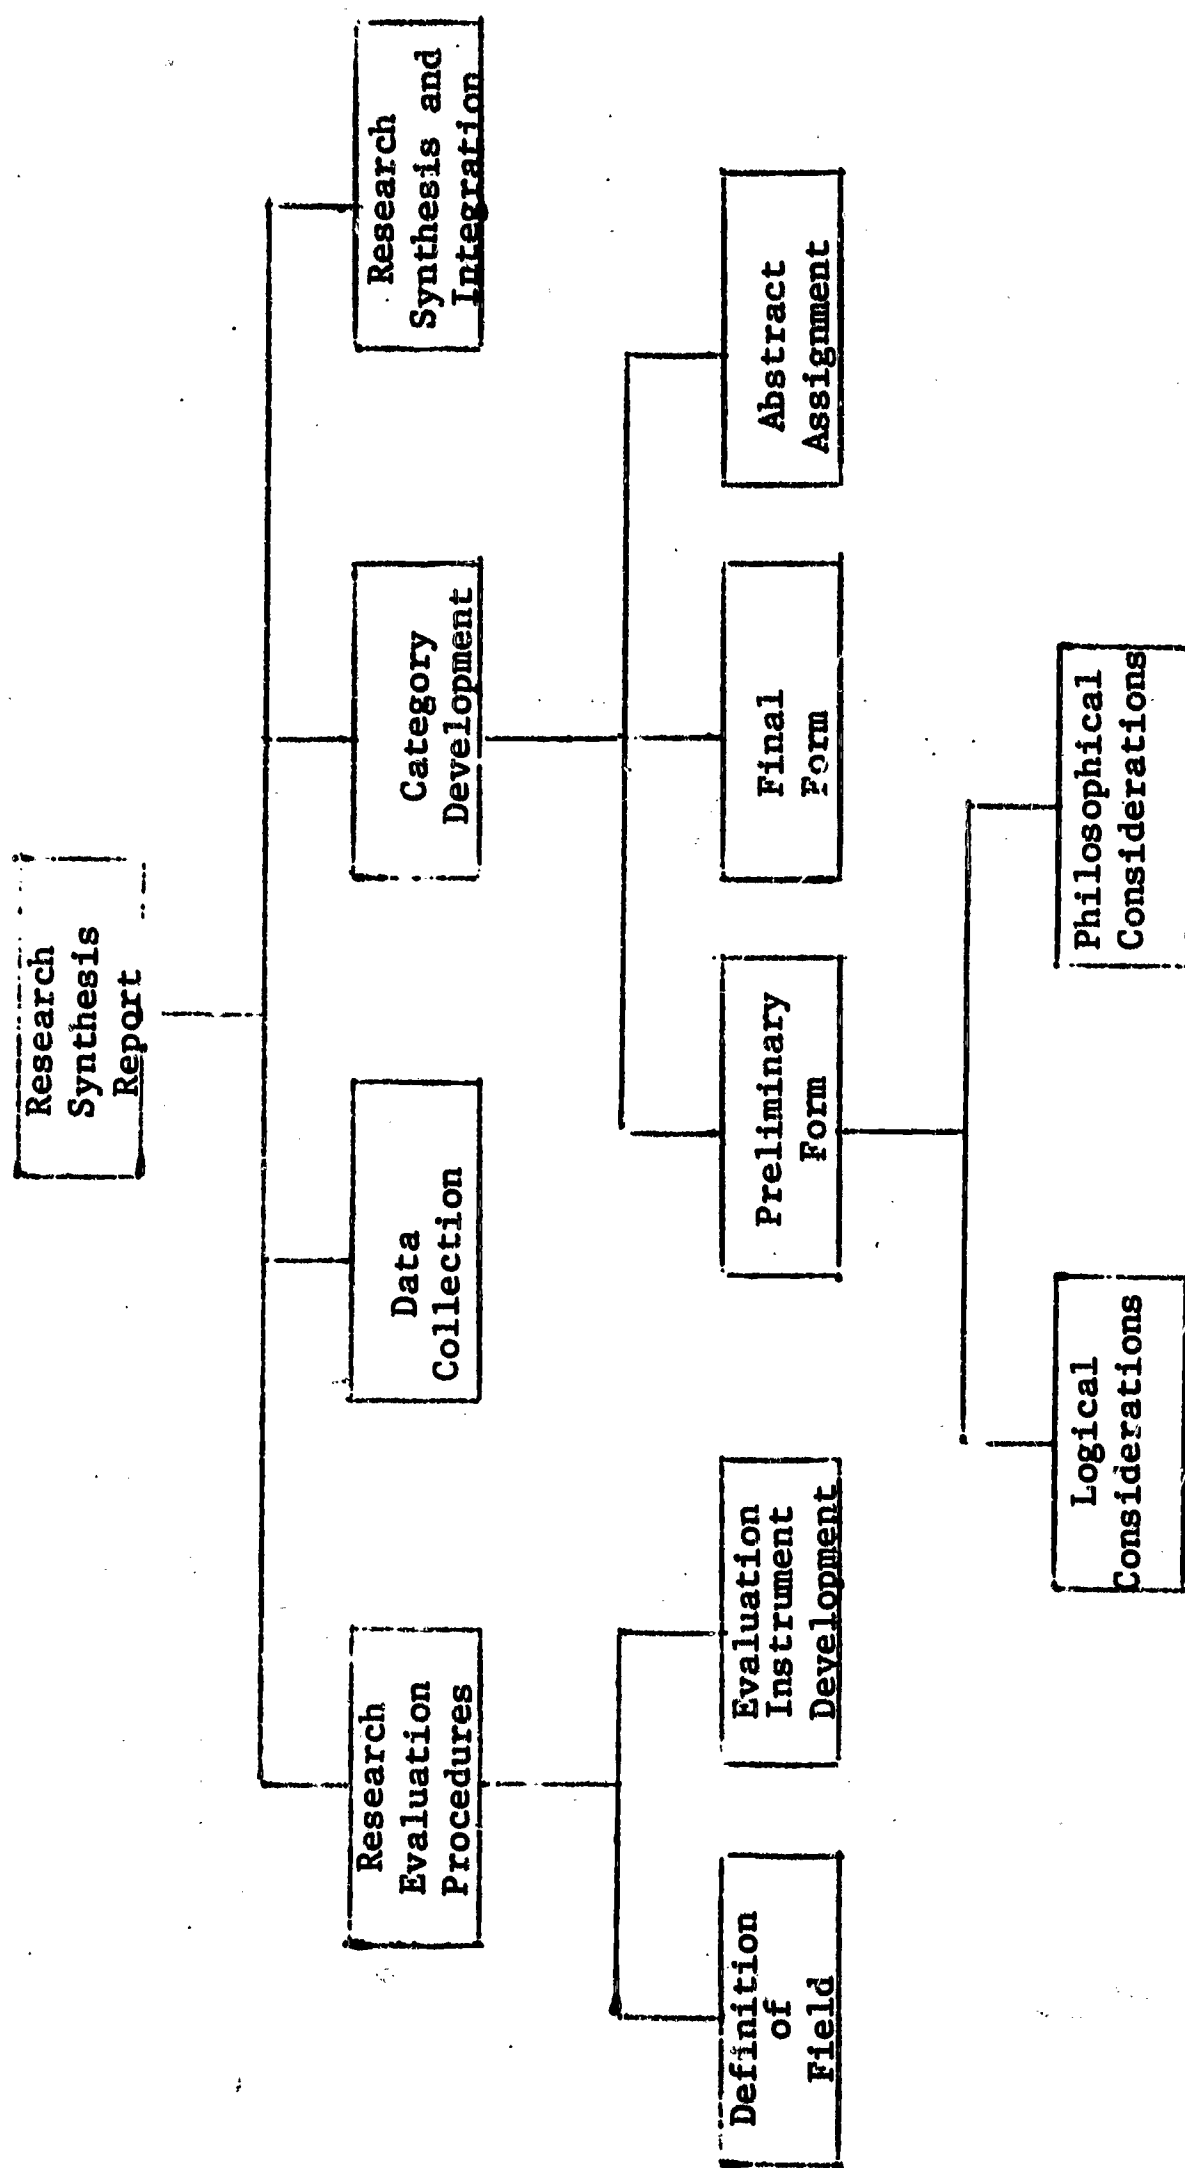 Research
Synthesis
Report
Research
Evaluation
Procedures
Data
Collection
Category
Development
Research
Synthesis and
Integration
Definition
of
Field
Evaluation
Instrument
Development
Preliminary
Form
Final
Form
Abstract
Assignment
Logical
Considerations
Philosophical
Considerations